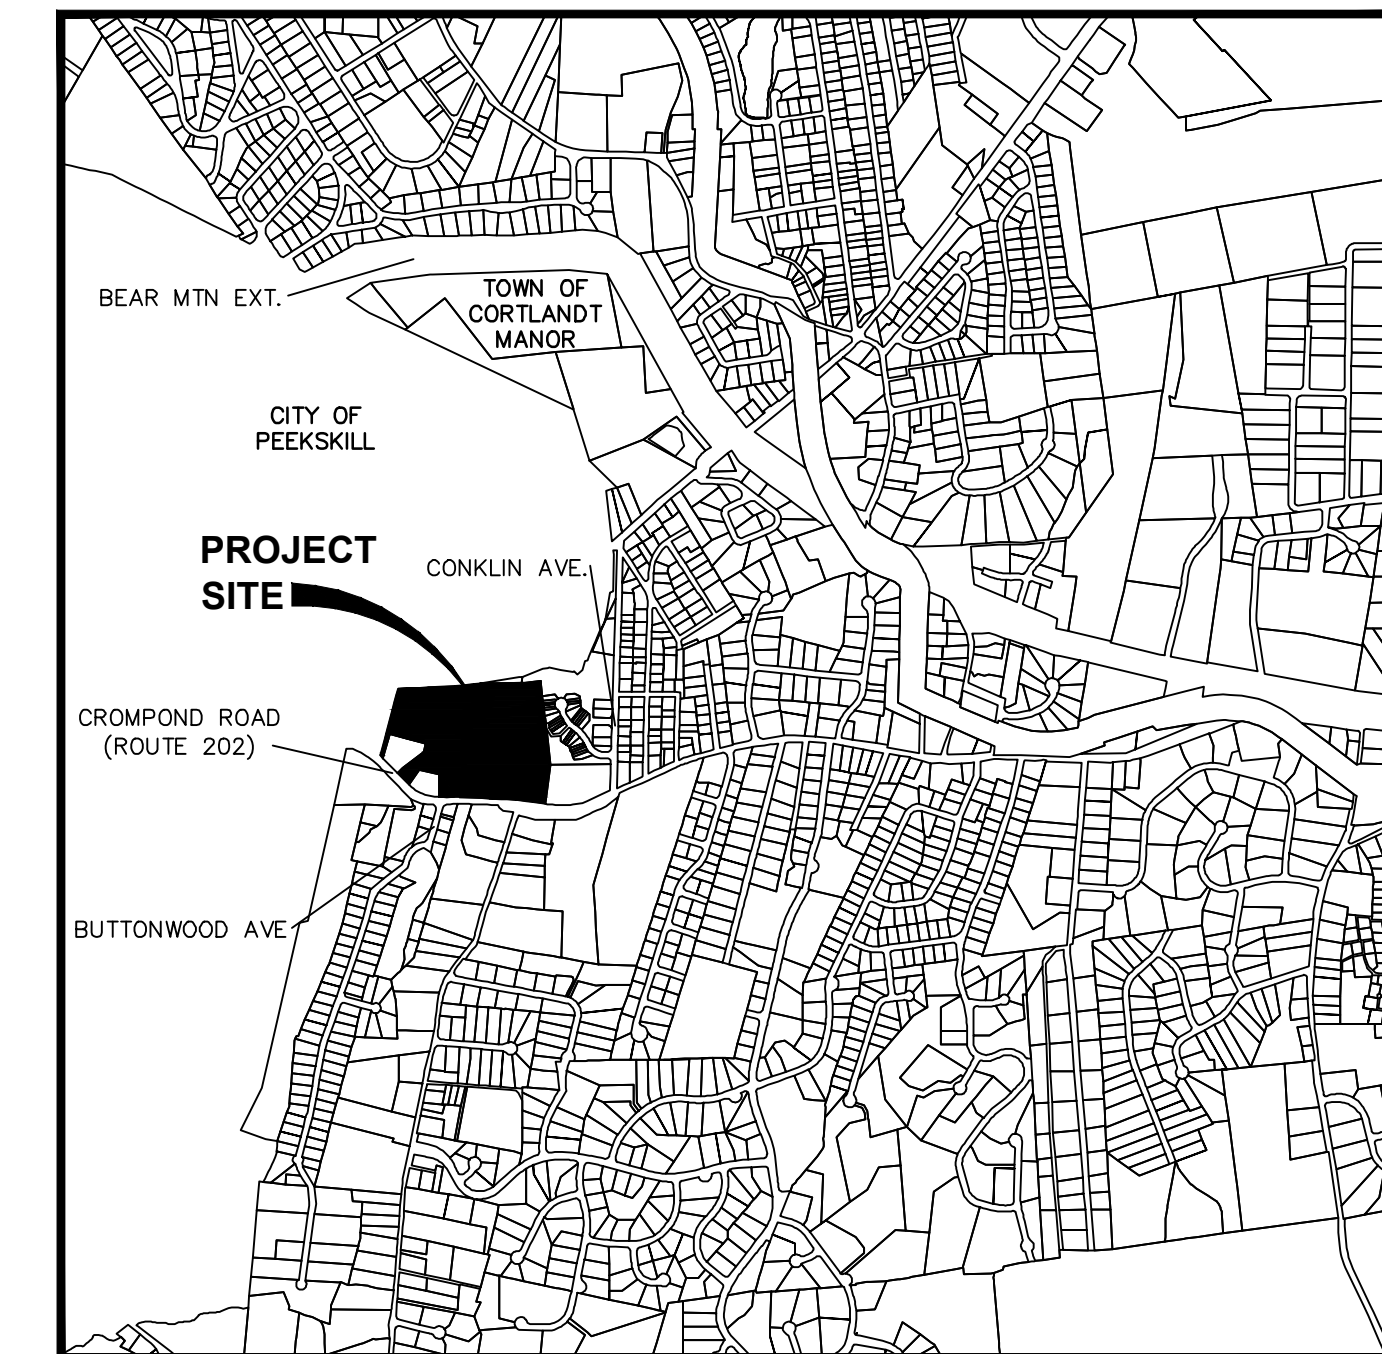 BEAR MTN EXT.
TOWN OF
CORTLANDT
MANOR
CITY OF
PEEKSKILL
PROJECT
SITE
CONKLIN AVE.
CROMPOND ROAD
(ROUTE 202)
BUTTONWOOD AVE